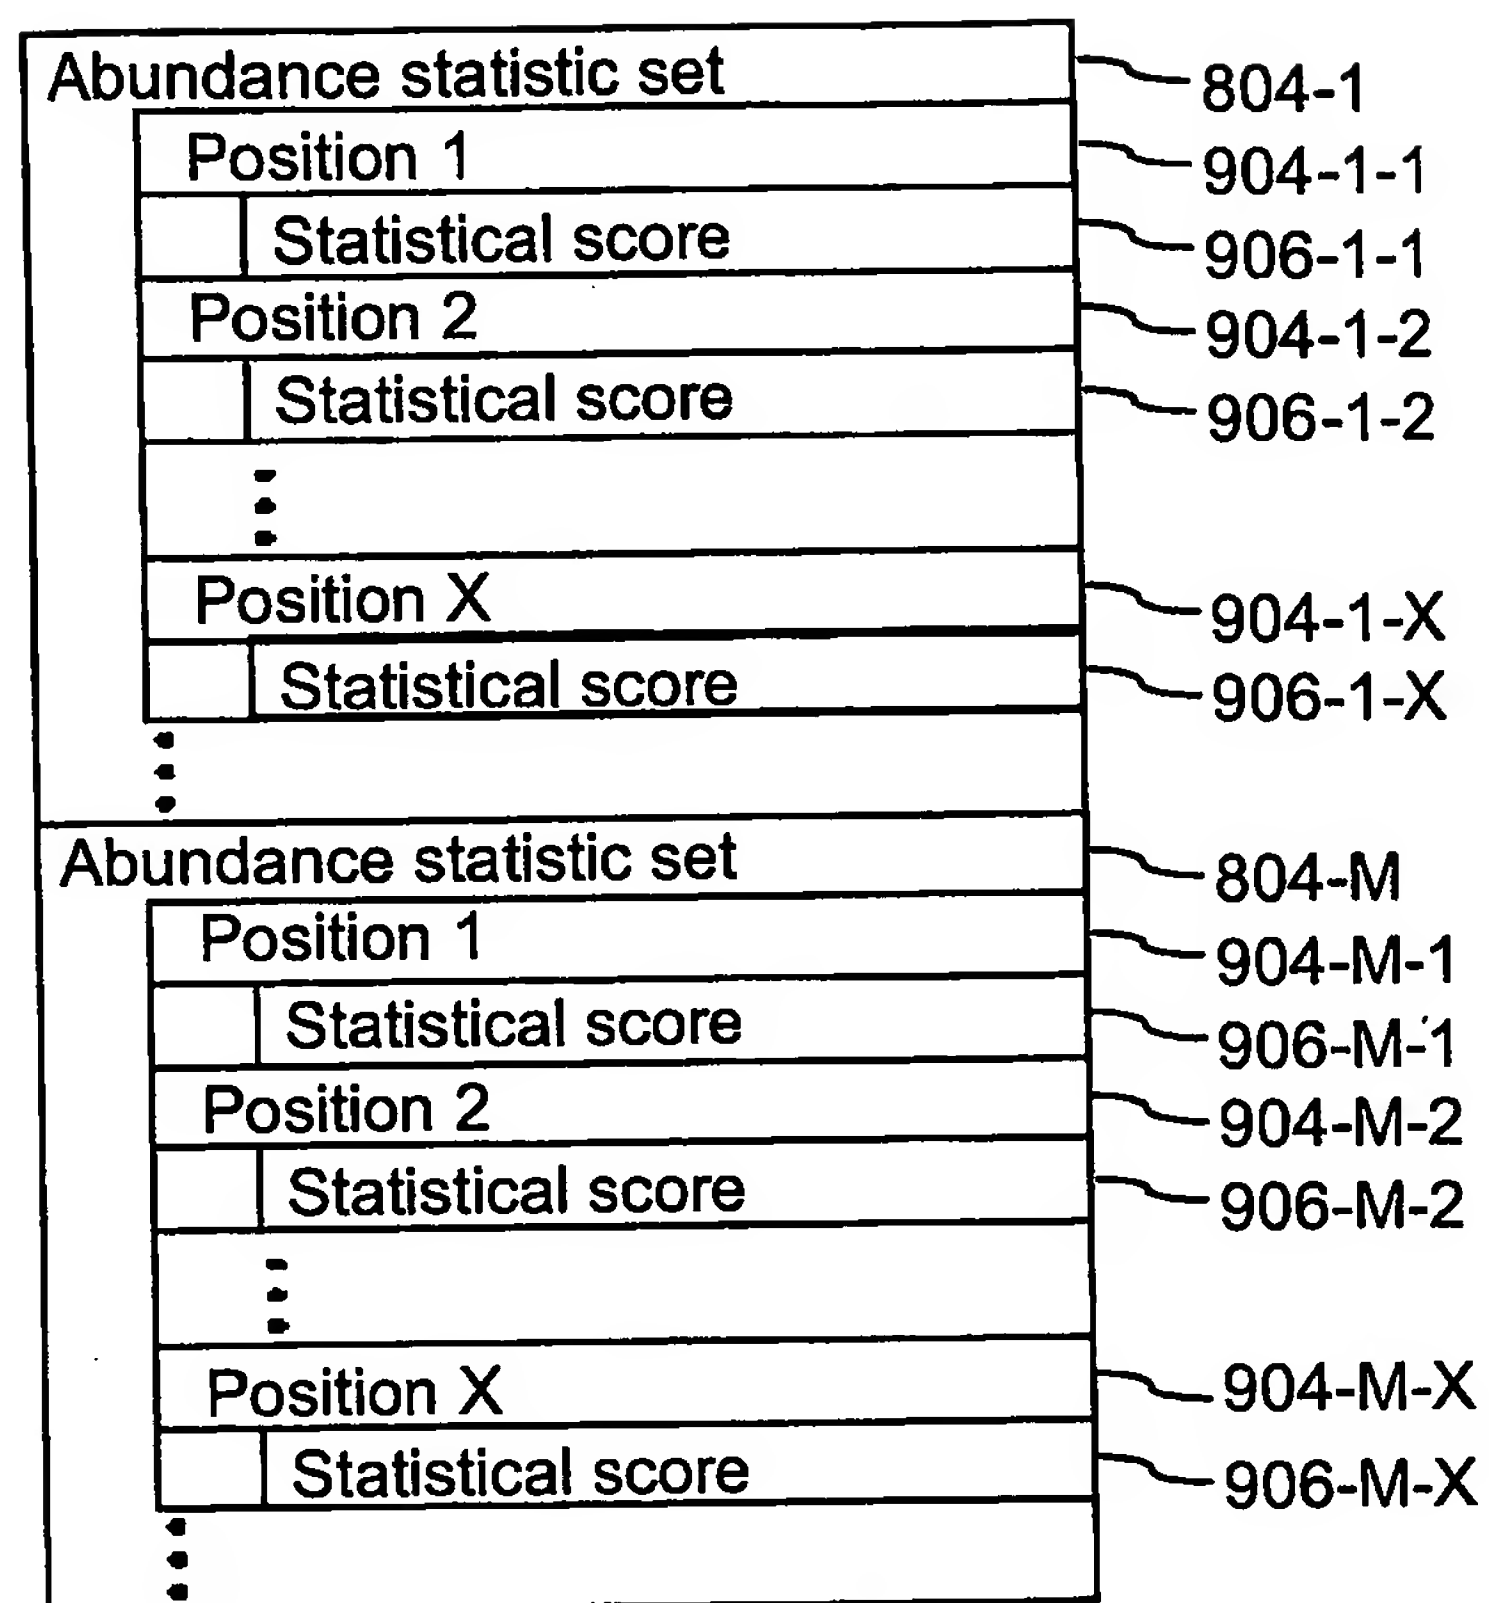 Abundance statistic set 804-1
Position 1 904-1-1
Statistical score 906-1-1
Position 2 904-1-2
Statistical score 906-1-2
Position X 904-1-X
Statistical score 906-1-X
Abundance statistic set 804-M
Position 1 904-M-1
Statistical score 906-M-1
Position 2 904-M-2
Statistical score 906-M-2
Position X 904-M-X
Statistical score 906-M-X